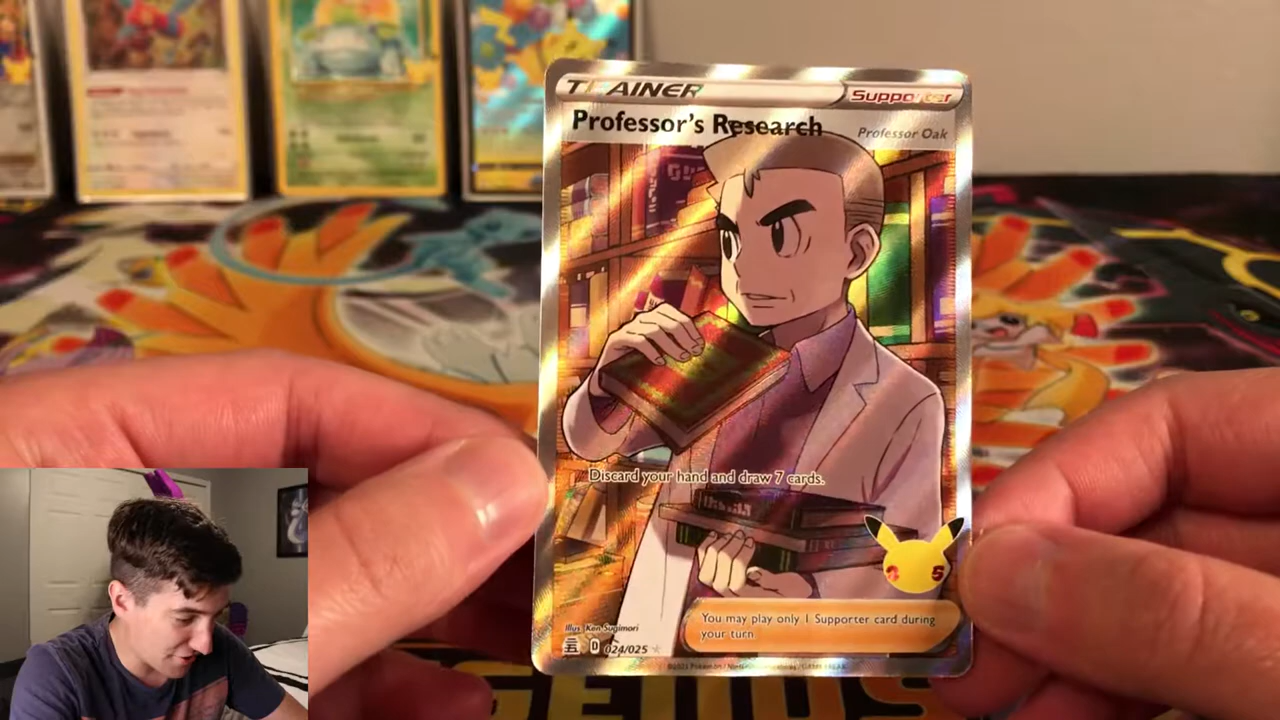 TRAINER
Supporter
Professor's Research
Professor Oak
Discard your hand and draw 7 cards.
5
You may play only 1 Supporter card during
your turn.
Illus. Ken Sugimori
D 024/025